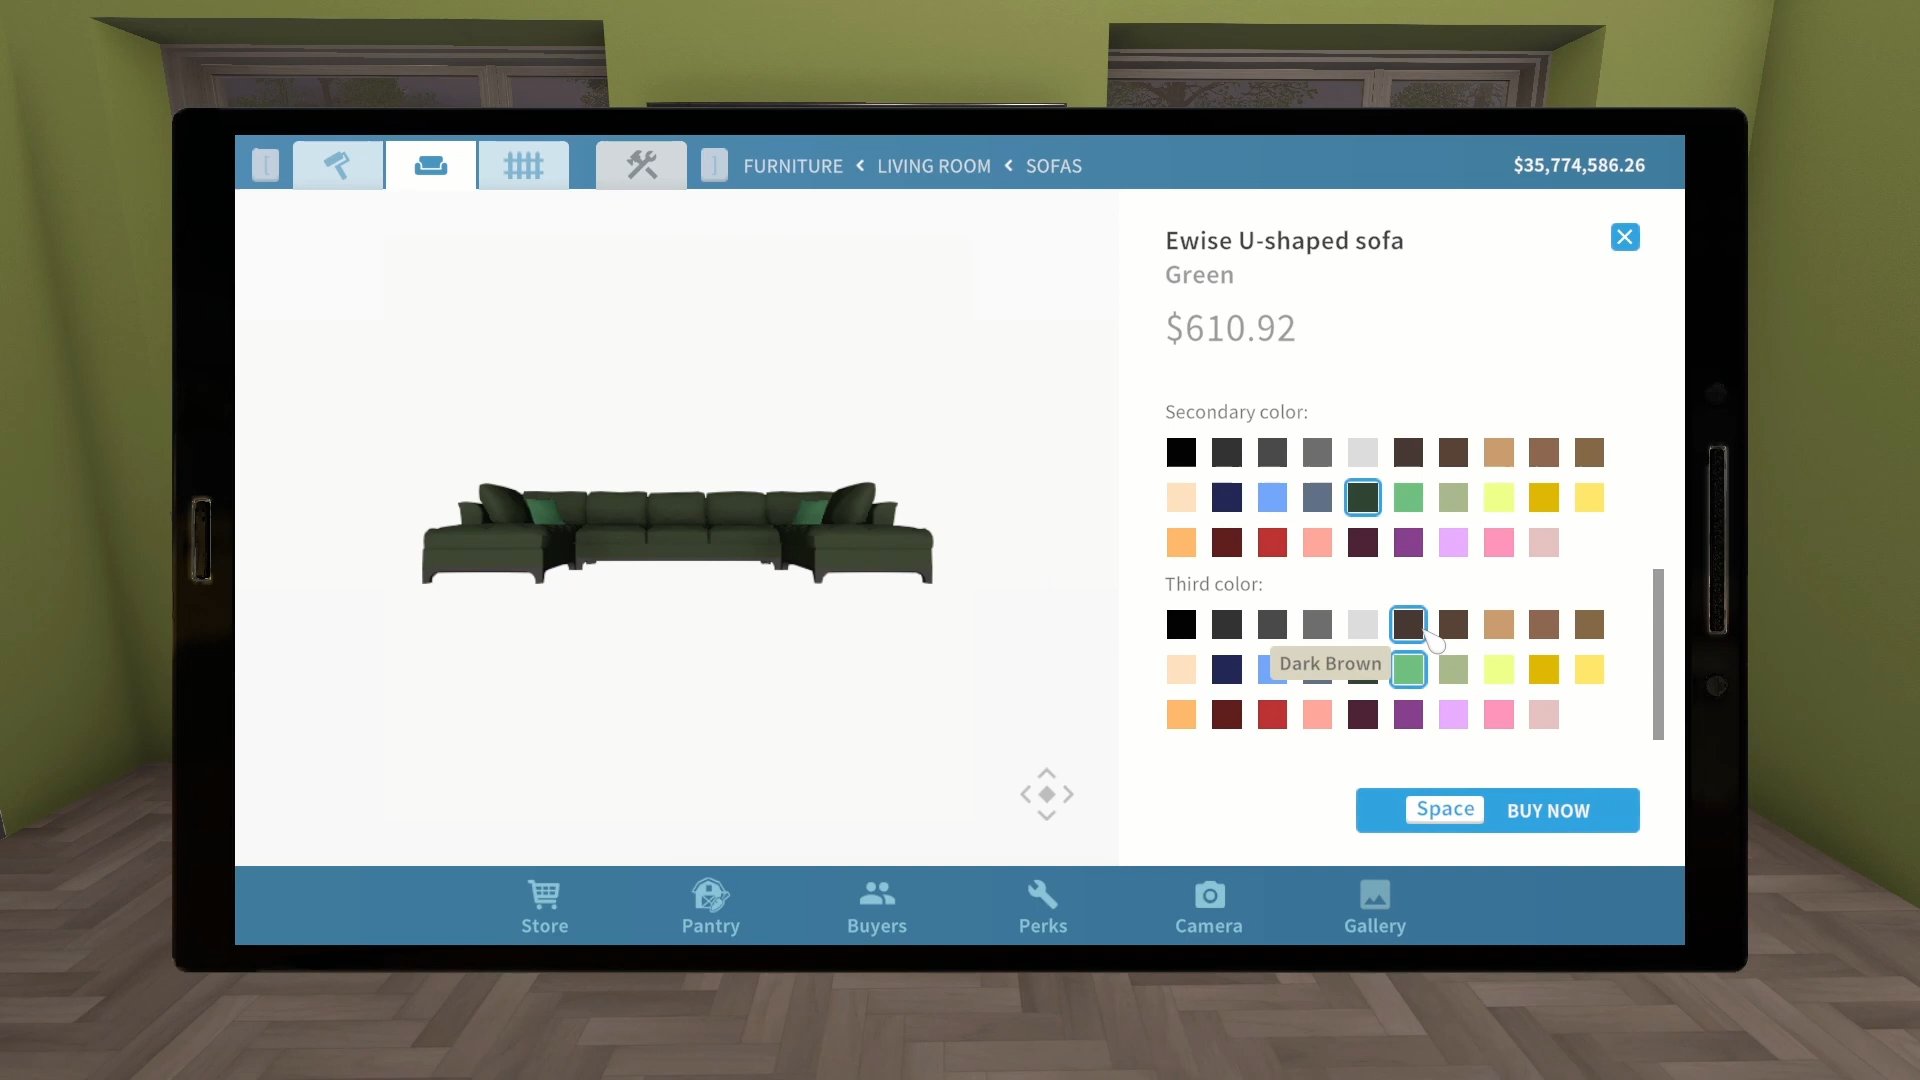 [ ] FURNITURE < LIVING ROOM < SOFAS $35,774,586.26
Ewise U-shaped sofa
Green
$610.92
Secondary color:
Third color:
Dark Brown
Space BUY NOW
Store Pantry Buyers Perks Camera Gallery